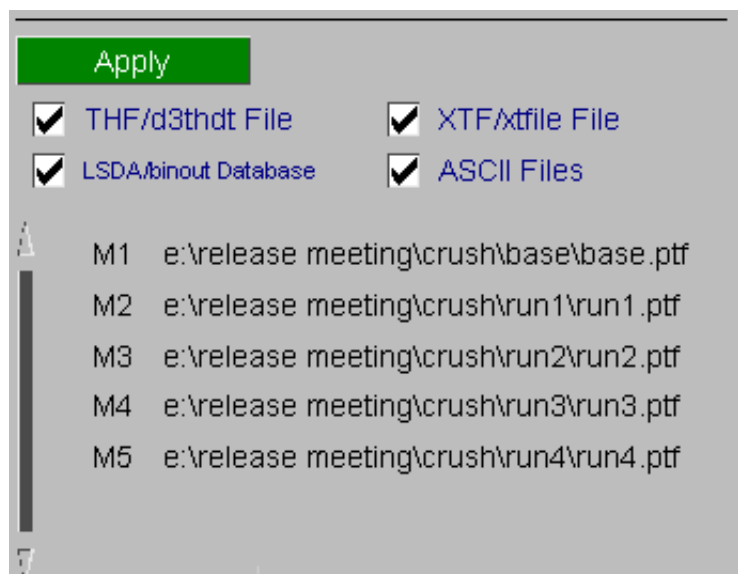 Apply
THF/d3thdt File XTF/xtfile File
LSDA/binout Database ASCII Files
M1 e:\release meeting\crush\base\base.ptf
M2 e:\release meeting\crush\run1\run1.ptf
M3 e:\release meeting\crush\run2\run2.ptf
M4 e:\release meeting\crush\run3\run3.ptf
M5 e:\release meeting\crush\run4\run4.ptf